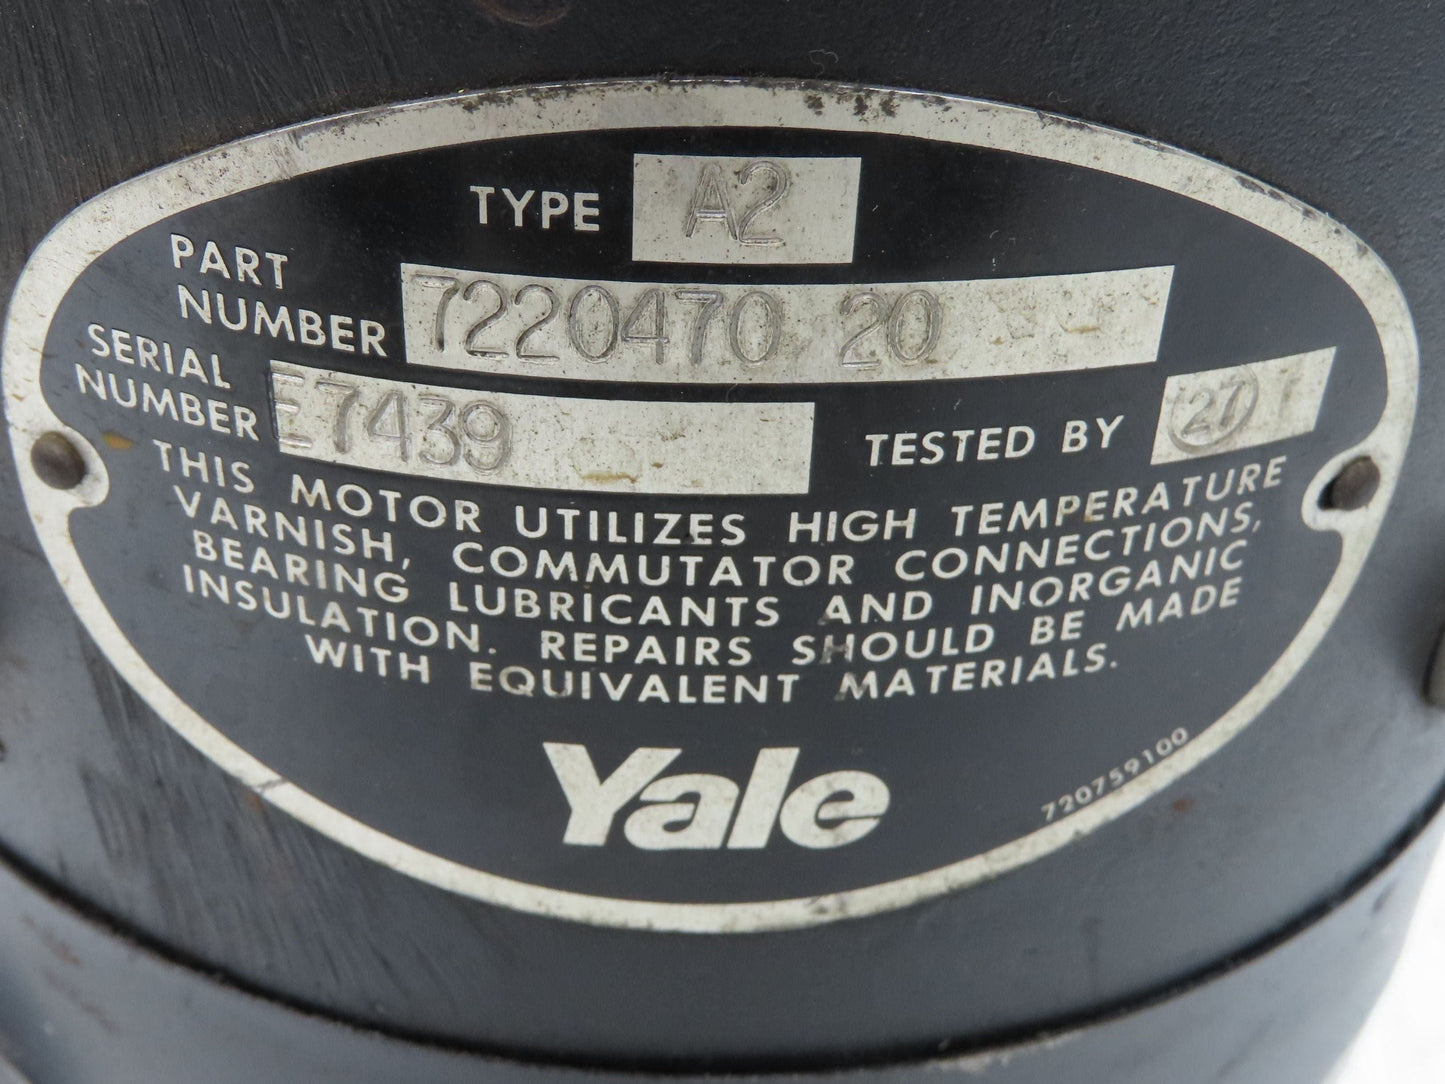 TYPE A2
PART
NUMBER 7220470 20
SERIAL
NUMBER E7439
TESTED BY 27
THIS MOTOR UTILIZES HIGH TEMPERATURE
VARNISH, COMMUTATOR CONNECTIONS,
BEARING LUBRICANTS AND INORGANIC
INSULATION. REPAIRS SHOULD BE MADE
WITH EQUIVALENT MATERIALS.
Yale
720759100